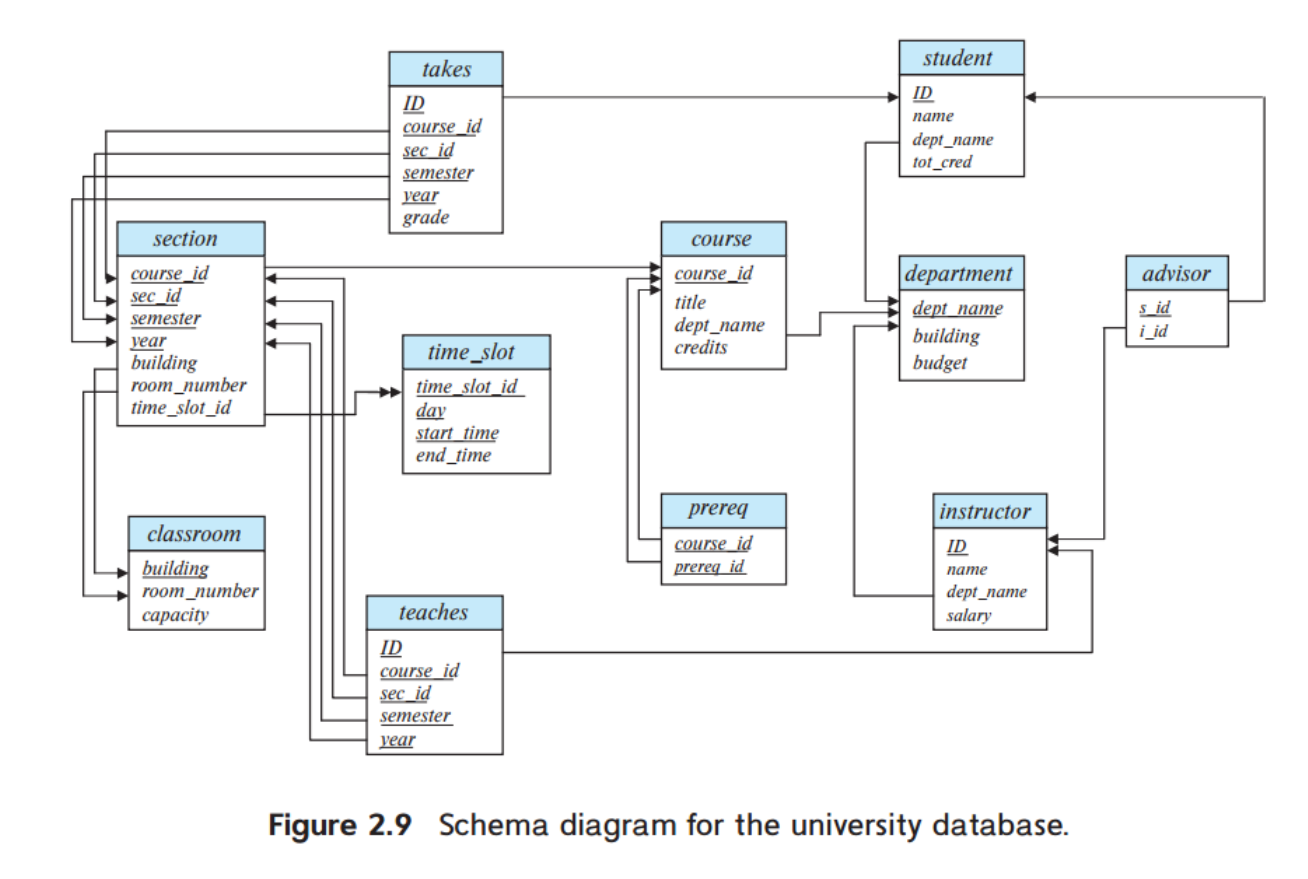 takes
ID
course_id
sec_id
semester
year
grade
student
ID
name
dept_name
tot_cred
section
course_id
sec_id
semester
year
building
room_number
time_slot_id
course
course_id
title
dept_name
credits
department
dept_name
building
budget
advisor
s_id
i_id
time_slot
time_slot_id
day
start_time
end_time
prereq
course_id
prereq_id
instructor
ID
name
dept_name
salary
classroom
building
room_number
capacity
teaches
ID
course_id
sec_id
semester
year
Figure 2.9 Schema diagram for the university database.